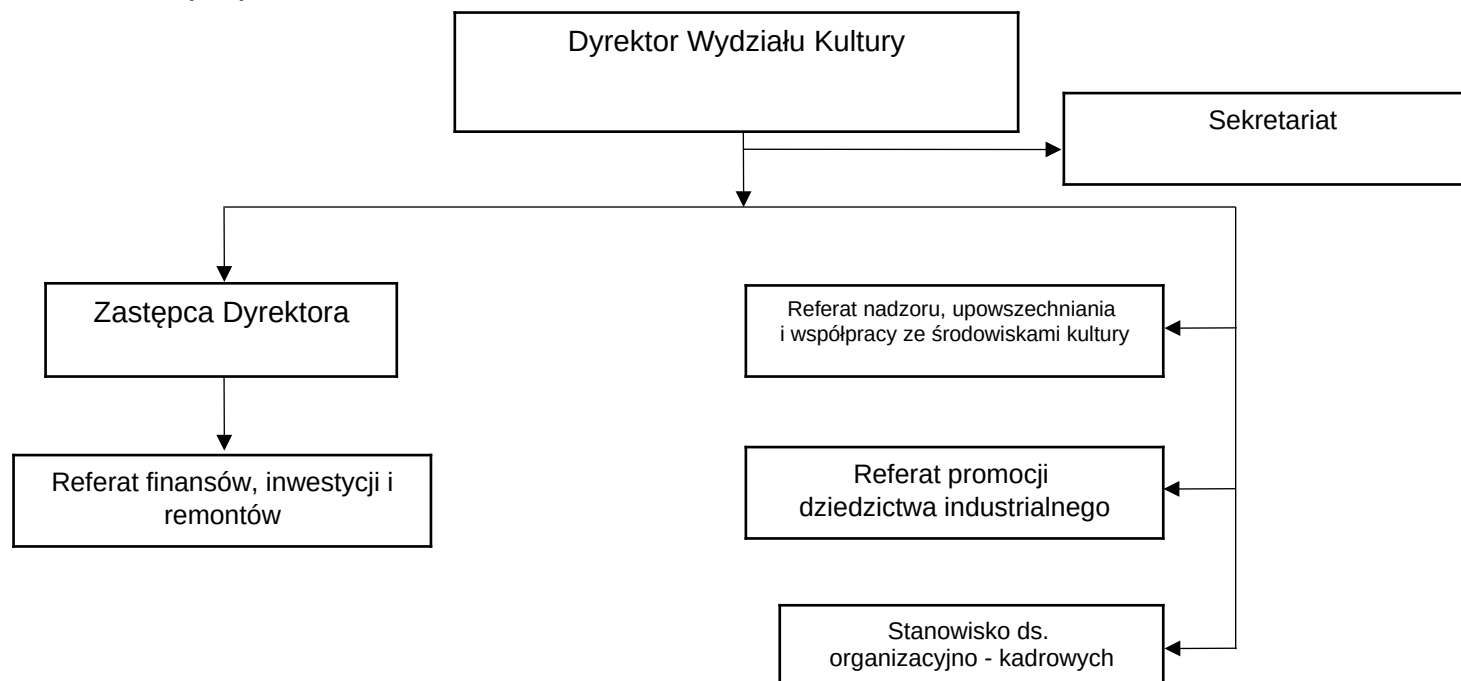 Dyrektor Wydziału Kultury
Sekretariat
Zastępca Dyrektora
Referat nadzoru, upowszechniania
i współpracy ze środowiskami kultury
Referat finansów, inwestycji i
remontów
Referat promocji
dziedzictwa industrialnego
Stanowisko ds.
organizacyjno - kadrowych